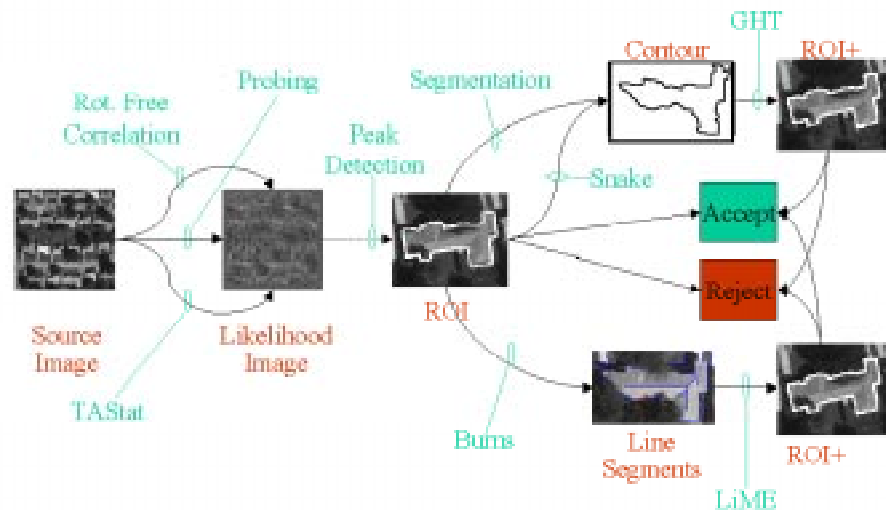 GHT
Contour
ROI+
Probing
Segmentation
Rot. Free
Correlation
Peak
Detection
Snake
Accept
Reject
ROI
Source
Image
Likelihood
Image
TAStat
Burns
Line
Segments
ROI+
LiME